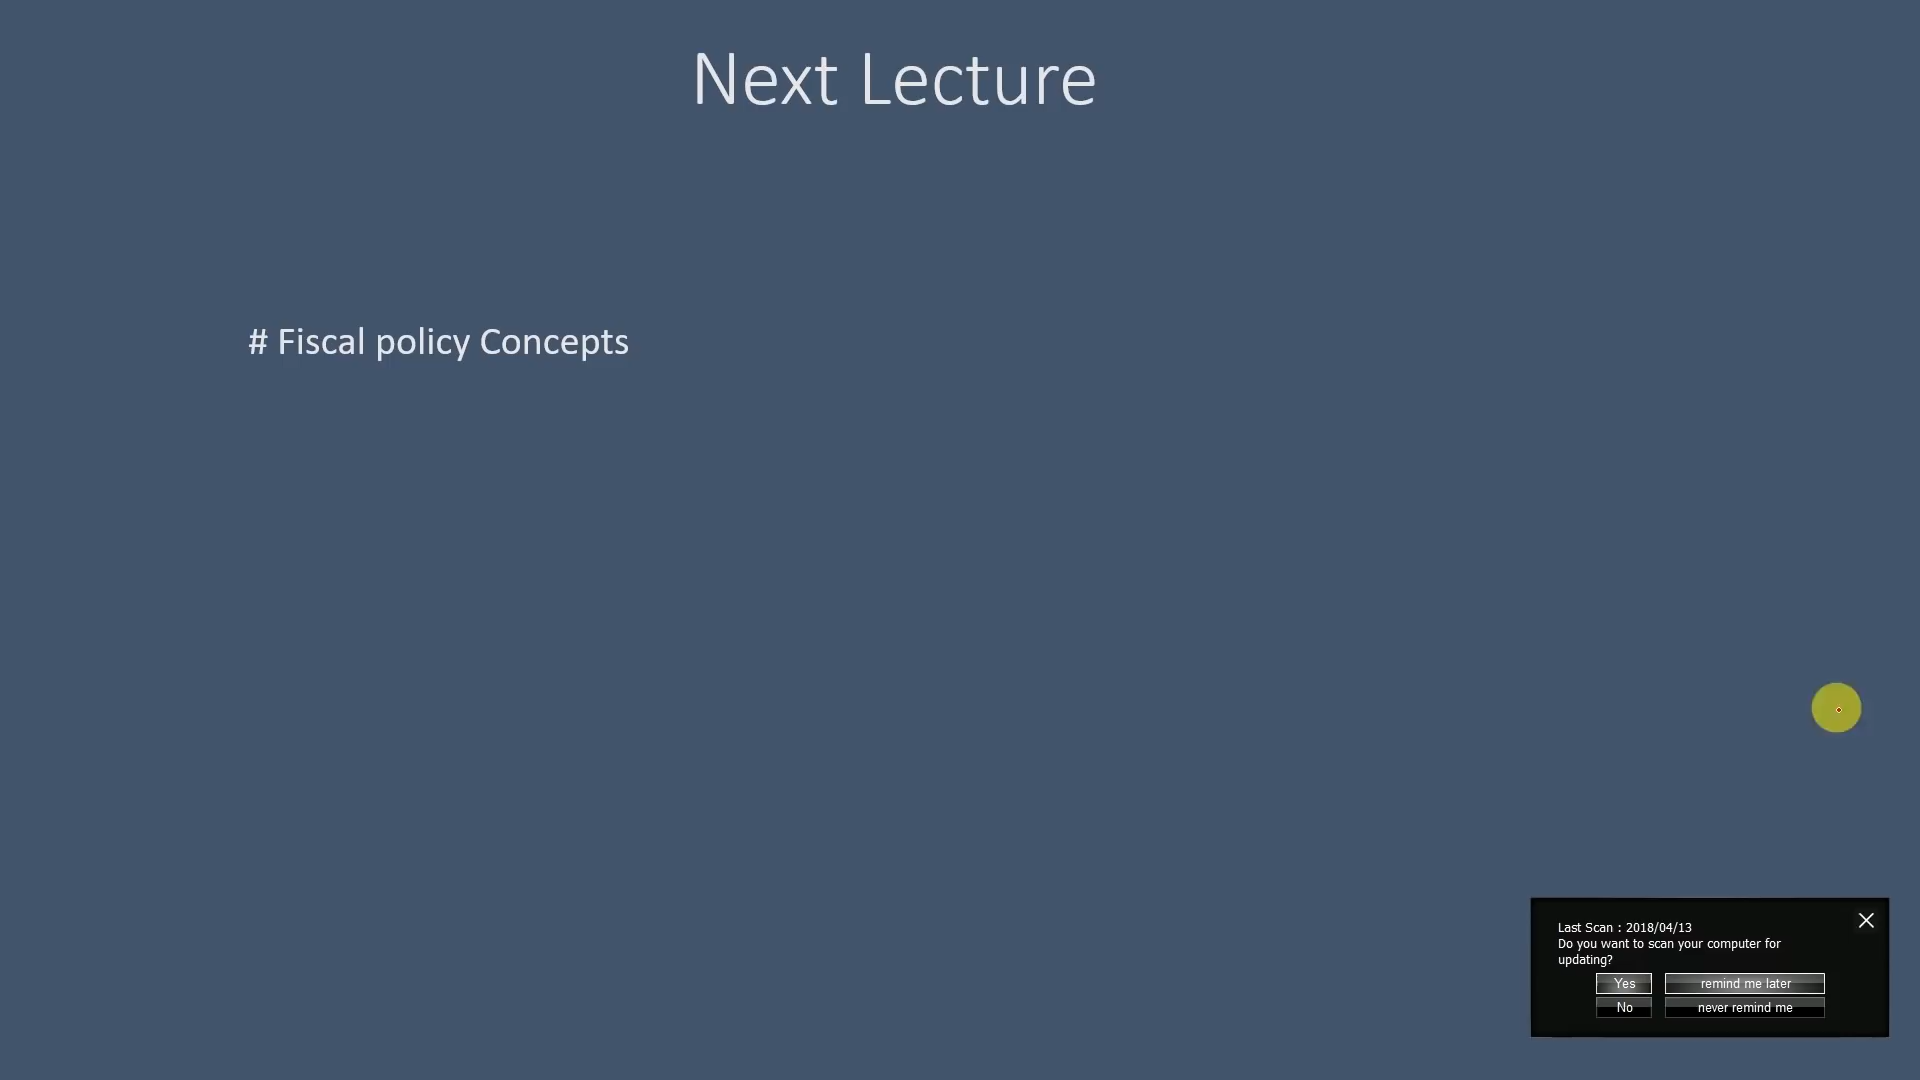 Next Lecture
# Fiscal policy Concepts
Last Scan : 2018/04/13
Do you want to scan your computer for
updating?
Yes
remind me later
No
never remind me